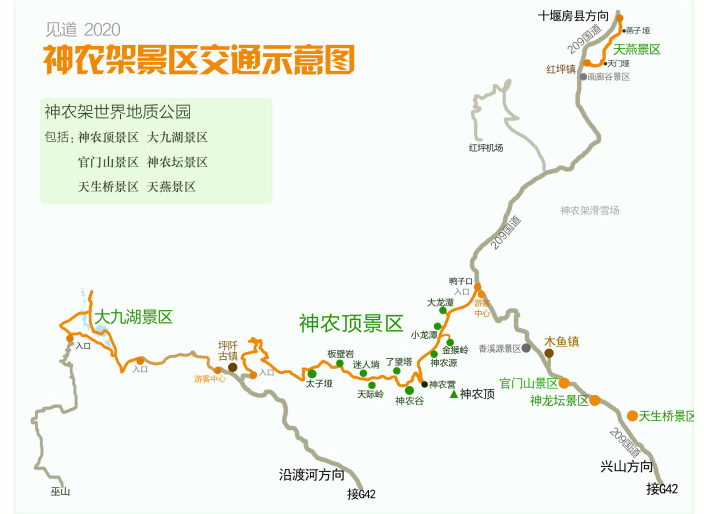 见道 2020
神农架景区交通示意图
神农架世界地质公园
包括：神农顶景区 大九湖景区
官门山景区 神农坛景区
天生桥景区 天燕景区
十堰房县方向
209国道
燕子垭
天燕景区
天门垭
红坪镇
画廊谷景区
红坪机场
神农架滑雪场
209国道
鸭子口
入口
游客
中心
大龙潭
小龙潭
金猴岭
神农源
神农顶景区
大九湖景区
入口
入口
游客中心
坪阡
古镇
入口
板壁岩
迷人埫
了望塔
太子垭
天际岭
神农谷
神农营
神农顶
香溪源景区
木鱼镇
官门山景区
神龙坛景区
天生桥景区
209国道
兴山方向
接G42
沿渡河方向
接G42
巫山